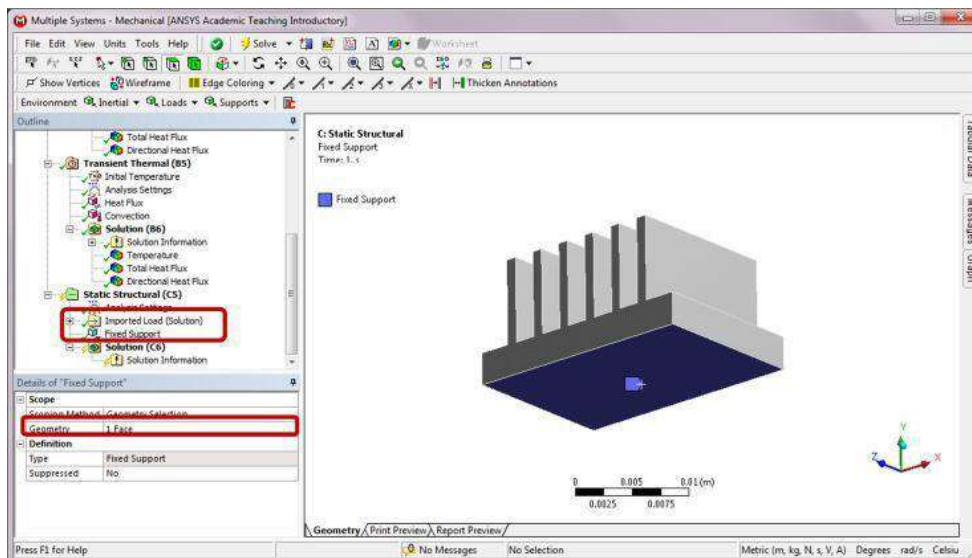 Multiple Systems - Mechanical [ANSYS Academic Teaching Introductory]
File Edit View Units Tools Help Solve Worksheet
Show Vertices Wireframe Edge Coloring Thicken Annotations
Environment Inertial Loads Supports
Outline
Total Heat Flux
Directional Heat Flux
Transient Thermal (B5)
Initial Temperature
Analysis Settings
Heat Flux
Convection
Solution (B6)
Solution Information
Temperature
Total Heat Flux
Directional Heat Flux
Static Structural (C5)
Analysis Settings
Imported Load (Solution)
Fixed Support
Solution (C6)
Solution Information
Details of "Fixed Support"
Scope
Scoping Method Geometry Selection
Geometry 1 Face
Definition
Type Fixed Support
Suppressed No
C: Static Structural
Fixed Support
Time: 1. s
Fixed Support
0 0.005 0.01 (m)
0.0025 0.0075
Y
Z X
Geometry Print Preview Report Preview
Tabular Data
Messages
Graph
Press F1 for Help No Messages No Selection Metric (m, kg, N, s, V, A) Degrees rad/s Celsiu